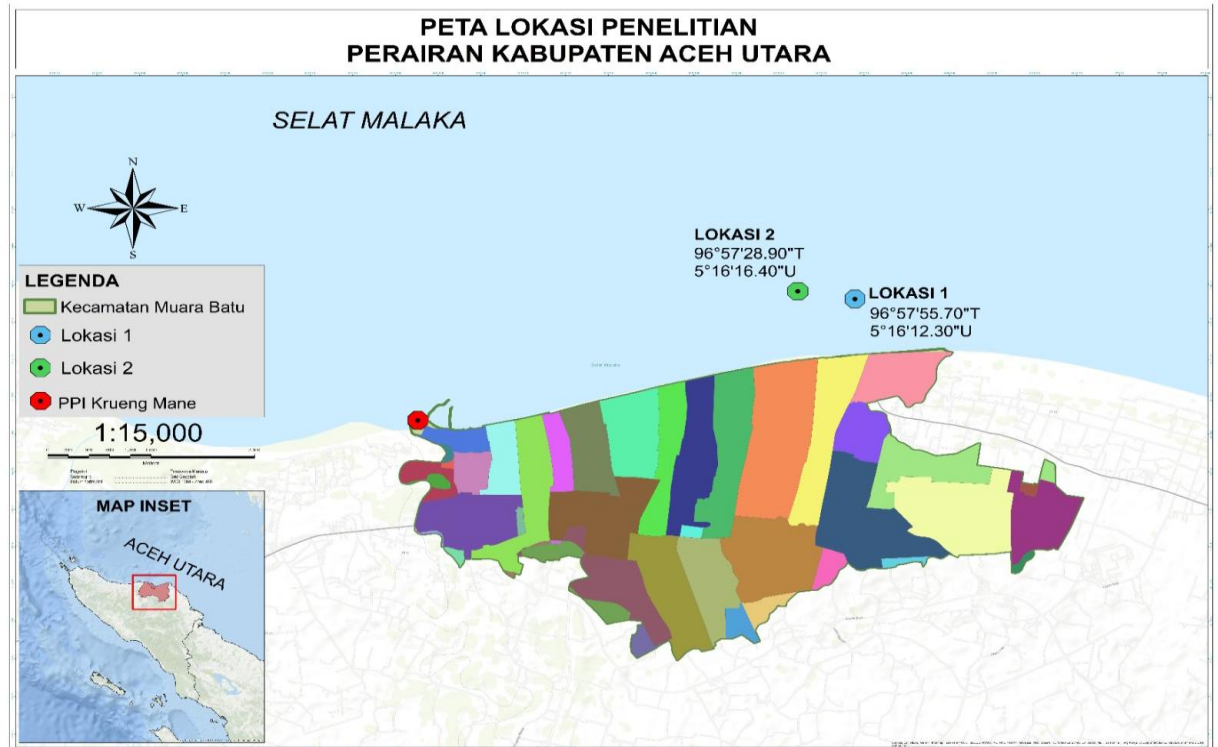 PETA LOKASI PENELITIAN
PERAIRAN KABUPATEN ACEH UTARA
SELAT MALAKA
N
W
E
S
LOKASI 2
96°57'28.90"T
5°16'16.40"U
LOKASI 1
96°57'55.70"T
5°16'12.30"U
LEGENDA
Kecamatan Muara Batu
Lokasi 1
Lokasi 2
PPI Krueng Mane
1:15,000
MAP INSET
ACEH UTARA